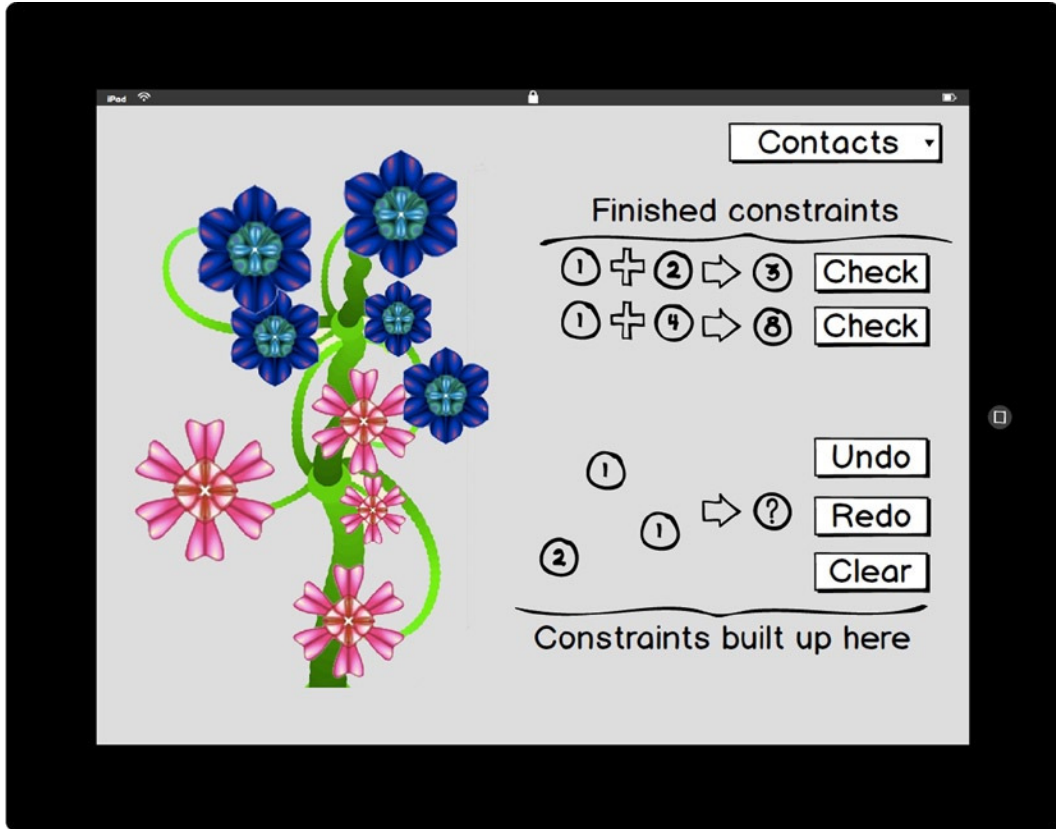 iPad
Contacts
Finished constraints
1 + 2 ⇨ 3 Check
1 + 4 ⇨ 8 Check
Undo
1
⇨ ? Redo
1
2
Clear
Constraints built up here